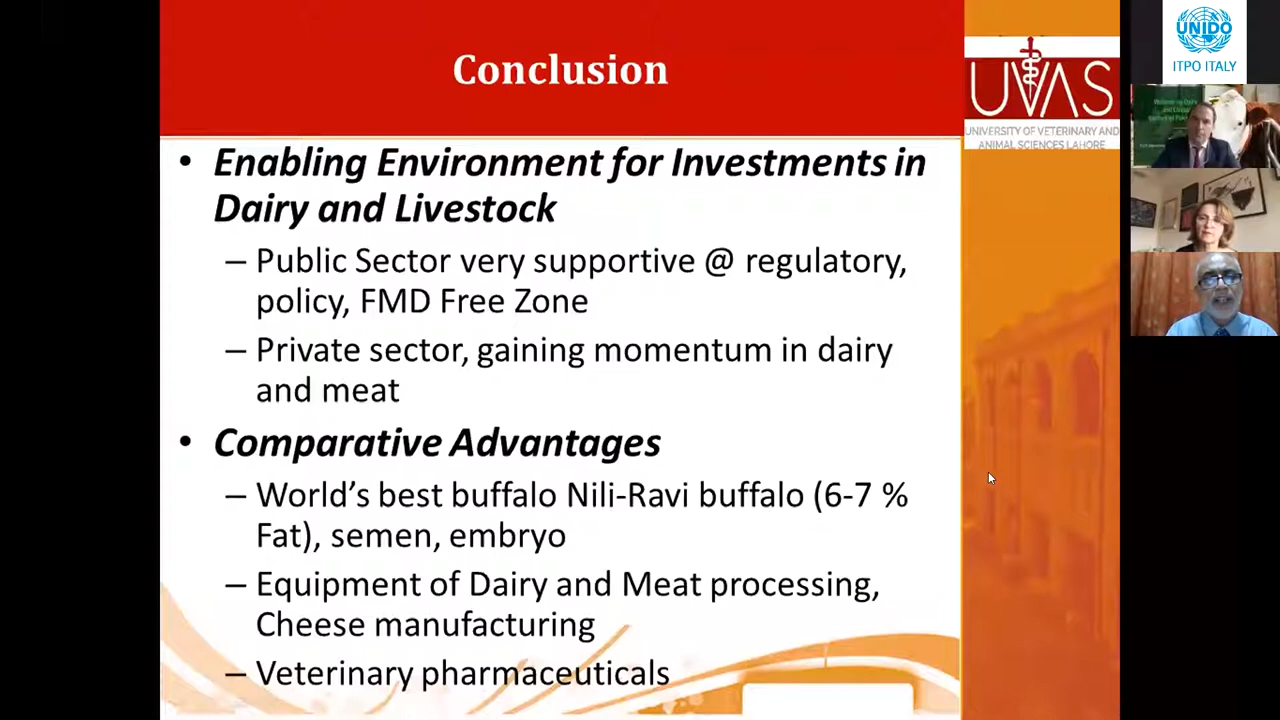 Conclusion
• Enabling Environment for Investments in
Dairy and Livestock
– Public Sector very supportive @ regulatory,
policy, FMD Free Zone
– Private sector, gaining momentum in dairy
and meat
• Comparative Advantages
– World’s best buffalo Nili-Ravi buffalo (6-7 %
Fat), semen, embryo
– Equipment of Dairy and Meat processing,
Cheese manufacturing
– Veterinary pharmaceuticals
UVAS
UNIVERSITY OF VETERINARY AND
ANIMAL SCIENCES LAHORE
UNIDO
ITPO ITALY